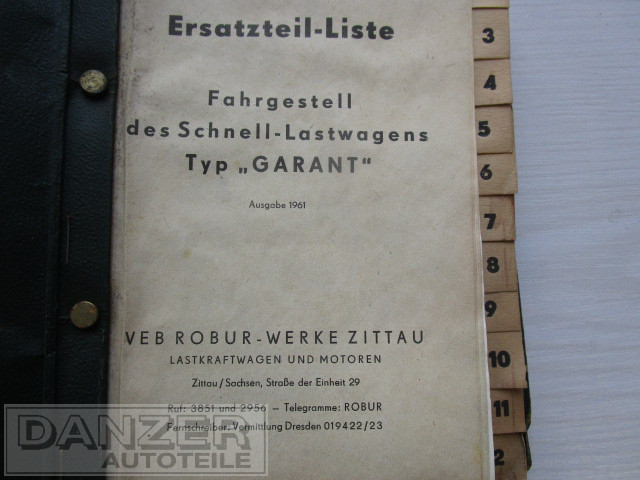 Ersatzteil-Liste
Fahrgestell
des Schnell-Lastwagens
Typ „GARANT"
Ausgabe 1961
VEB ROBUR-WERKE ZITTAU
LASTKRAFTWAGEN UND MOTOREN
Zittau/Sachsen, Straße der Einheit 29
Ruf: 3851 und 2956 – Telegramme: ROBUR
Fernschreiber: Vermittlung Dresden 019422/23
3
4
5
6
7
8
9
10
11
2
DANZER
AUTOTEILE